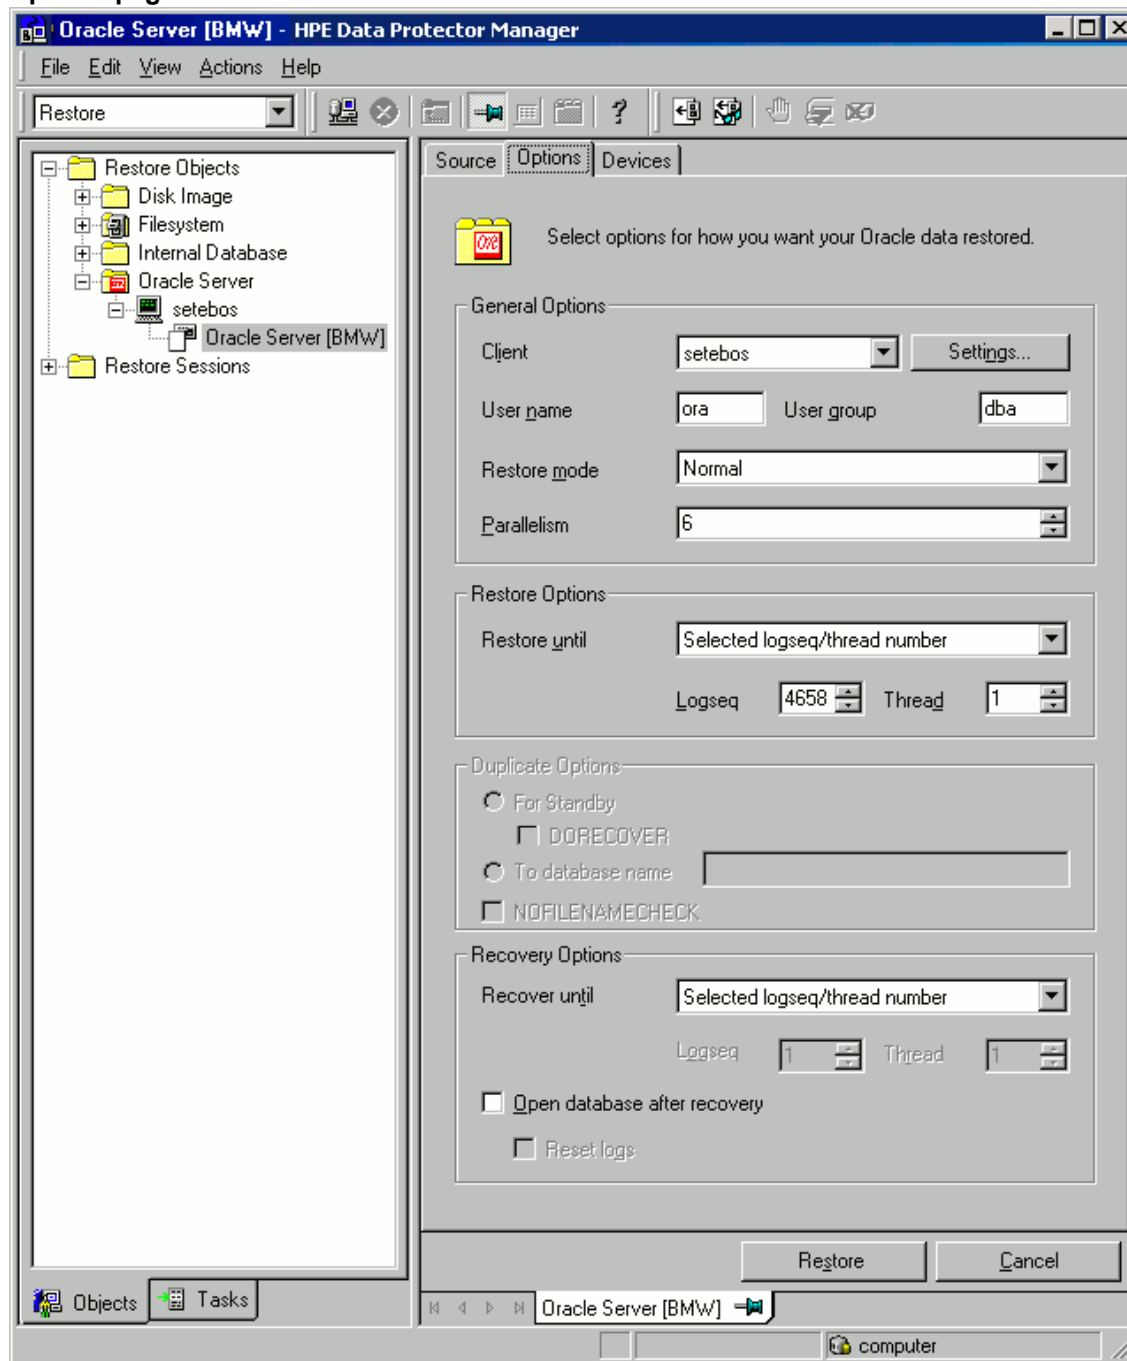 Oracle Server [BMW] - HPE Data Protector Manager
File Edit View Actions Help
Restore
Source Options Devices
Restore Objects
Disk Image
Filesystem
Internal Database
Oracle Server
setebos
Oracle Server [BMW]
Restore Sessions
Select options for how you want your Oracle data restored.
General Options
Client setebos Settings...
User name ora User group dba
Restore mode Normal
Parallelism 6
Restore Options
Restore until Selected logseq/thread number
Logseq 4658 Thread 1
Duplicate Options
For Standby
DORECOVER
To database name
NOFILENAMECHECK
Recovery Options
Recover until Selected logseq/thread number
Logseq 1 Thread 1
Open database after recovery
Reset logs
Restore Cancel
Objects Tasks
Oracle Server [BMW]
computer